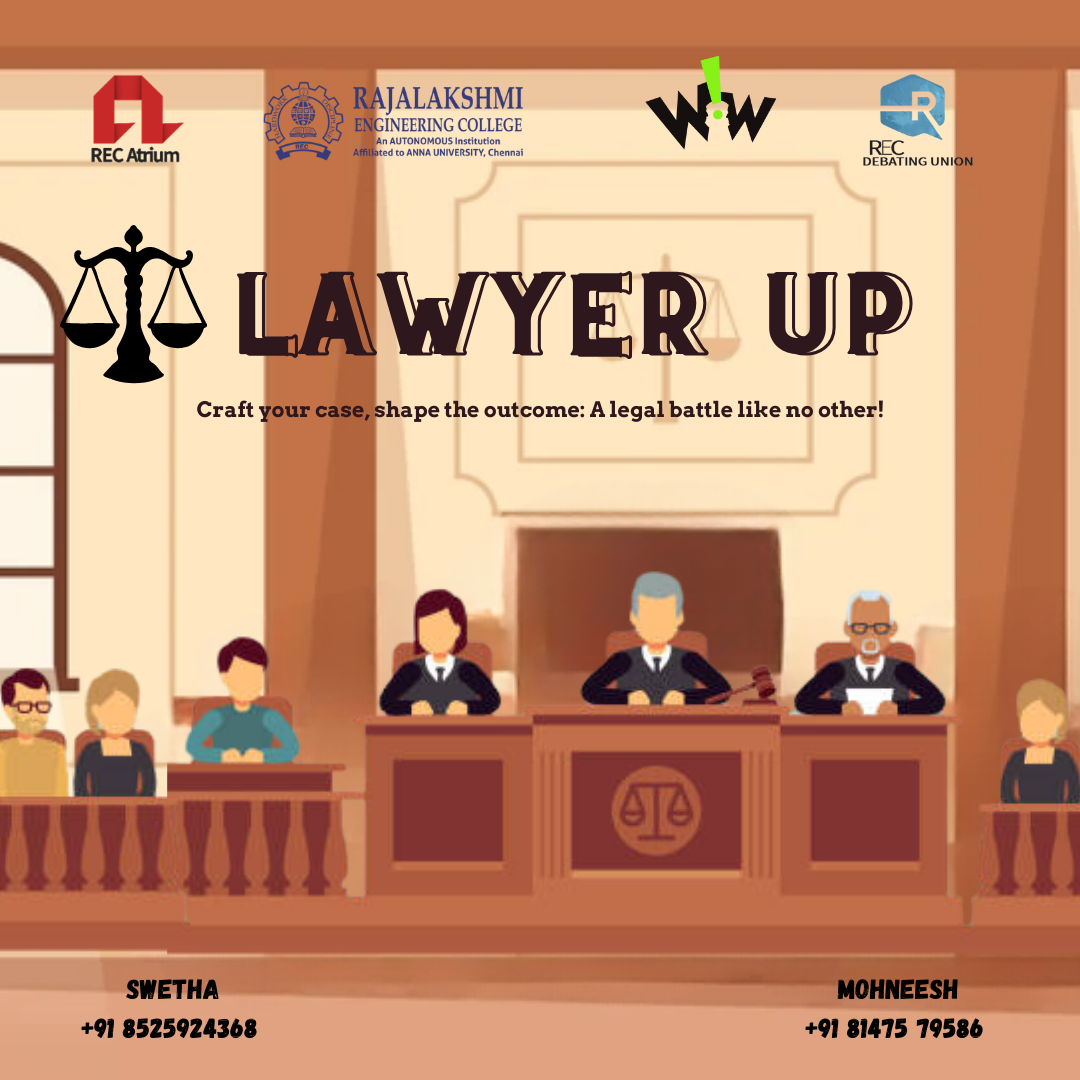 REC Atrium
RAJALAKSHMI
ENGINEERING COLLEGE
An AUTONOMOUS Institution
Affiliated to ANNA UNIVERSITY, Chennai
REC
W!W
R
REC
DEBATING UNION
LAWYER UP
Craft your case, shape the outcome: A legal battle like no other!
SWETHA
+91 8525924368
MOHNEESH
+91 81475 79586